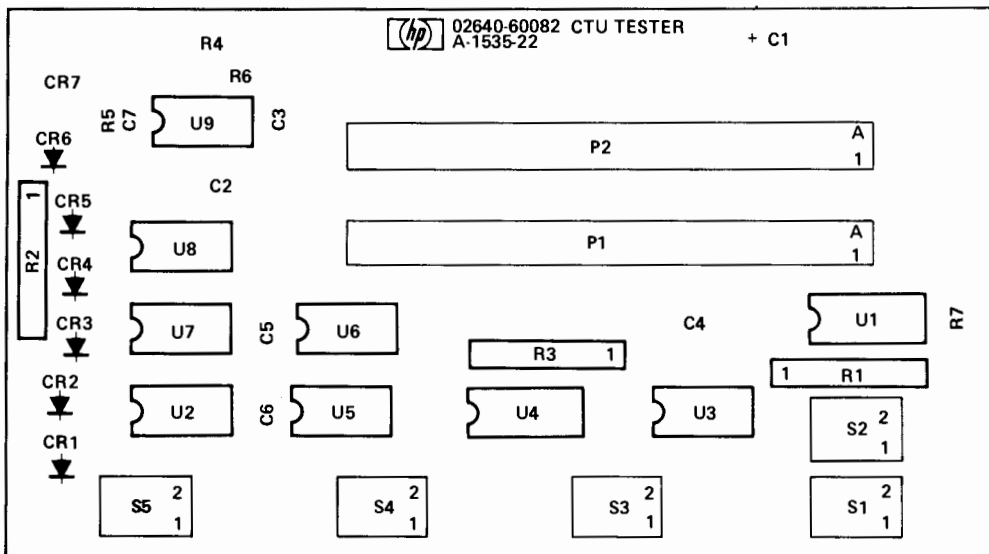 hp 02640-60082 CTU TESTER
A-1535-22
+ C1
R4
R6
CR7
R5
C7
U9
C3
P2
A
1
CR6
C2
1
R2
CR5
U8
P1
A
1
CR4
CR3
U7
C5
U6
C4
U1
R7
R3 1
1 R1
CR2
U2
C6
U5
U4
U3
S2 2
1
CR1
S5 2
1
S4 2
1
S3 2
1
S1 2
1